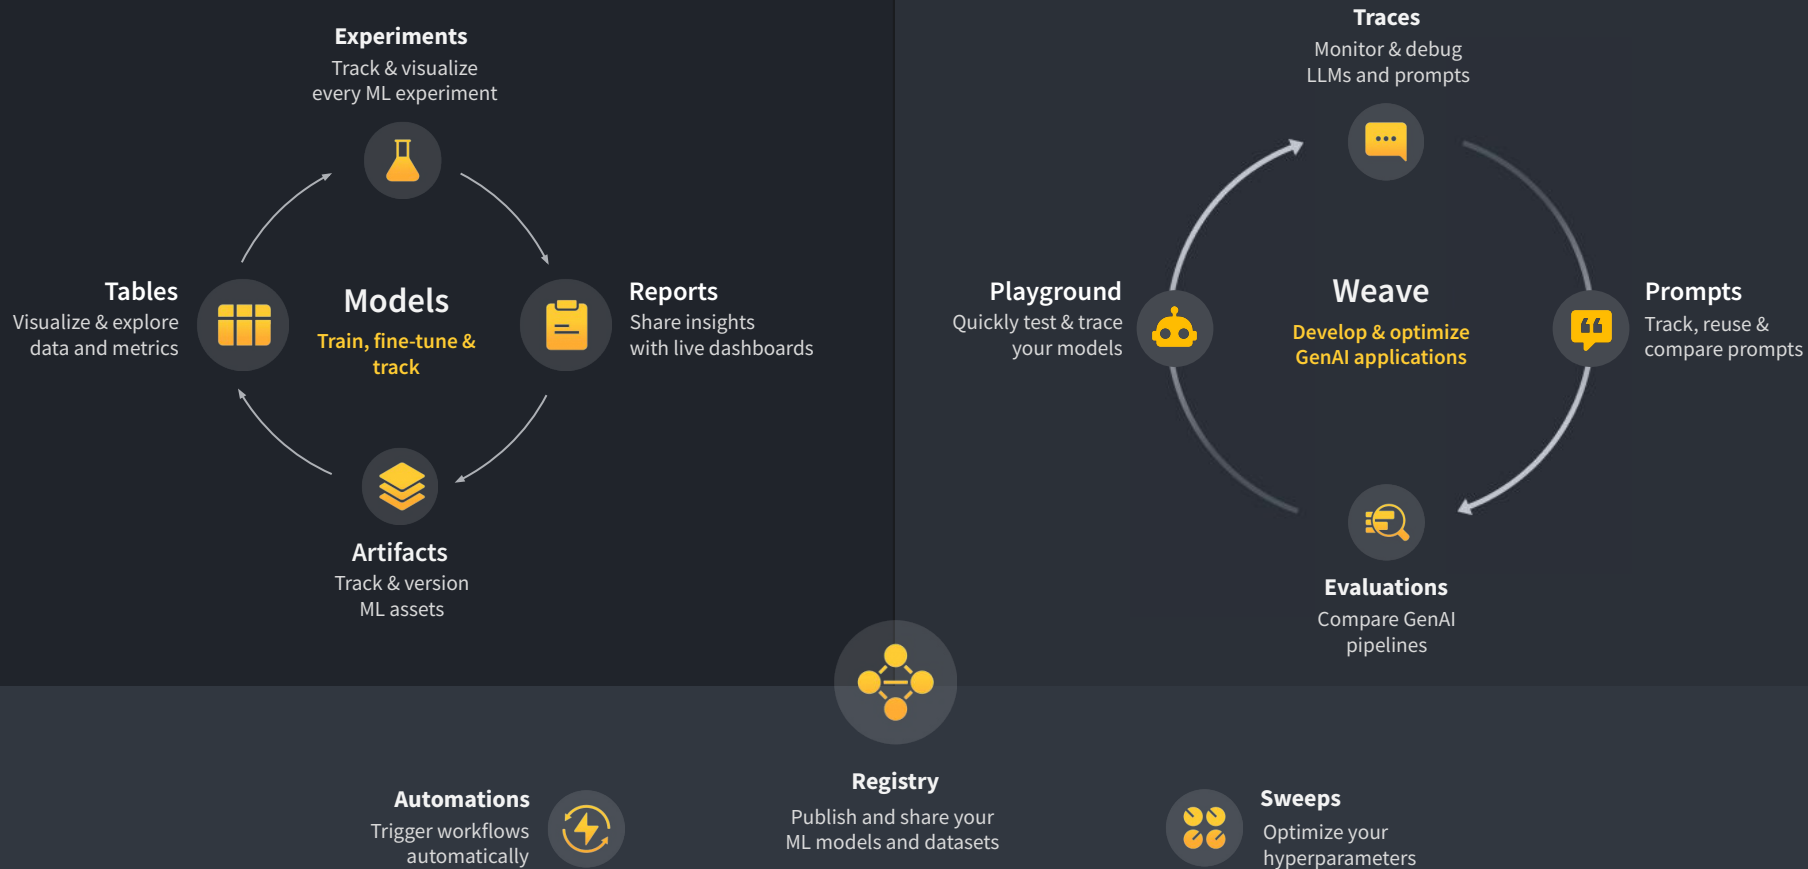 Experiments
Track & visualize
every ML experiment
Tables
Visualize & explore
data and metrics
Models
Train, fine-tune &
track
Reports
Share insights
with live dashboards
Artifacts
Track & version
ML assets
Traces
Monitor & debug
LLMs and prompts
Playground
Quickly test & trace
your models
Weave
Develop & optimize
GenAI applications
Prompts
Track, reuse &
compare prompts
Evaluations
Compare GenAI
pipelines
Automations
Trigger workflows
automatically
Registry
Publish and share your
ML models and datasets
Sweeps
Optimize your
hyperparameters